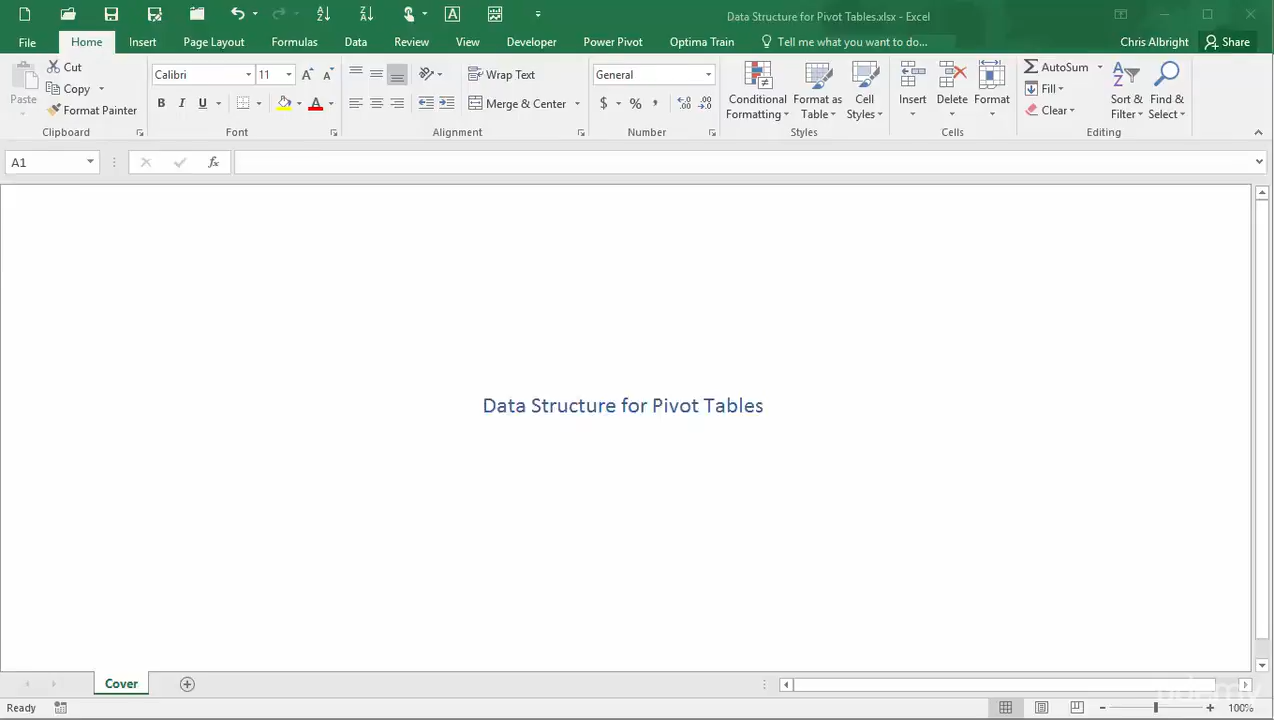 Data Structure for Pivot Tables.xlsx - Excel
File Home Insert Page Layout Formulas Data Review View Developer Power Pivot Optima Train Tell me what you want to do... Chris Albright Share
Paste
Cut
Copy
Format Painter
Clipboard
Calibri 11
B I U A
Font
Wrap Text
Merge & Center
Alignment
General
$ % ,
Number
Conditional Formatting
Format as Table
Cell Styles
Styles
Insert
Delete
Format
Cells
AutoSum
Fill
Clear
Sort & Filter
Find & Select
Editing
A1
fx
Data Structure for Pivot Tables
Cover
udemy
Ready
100%